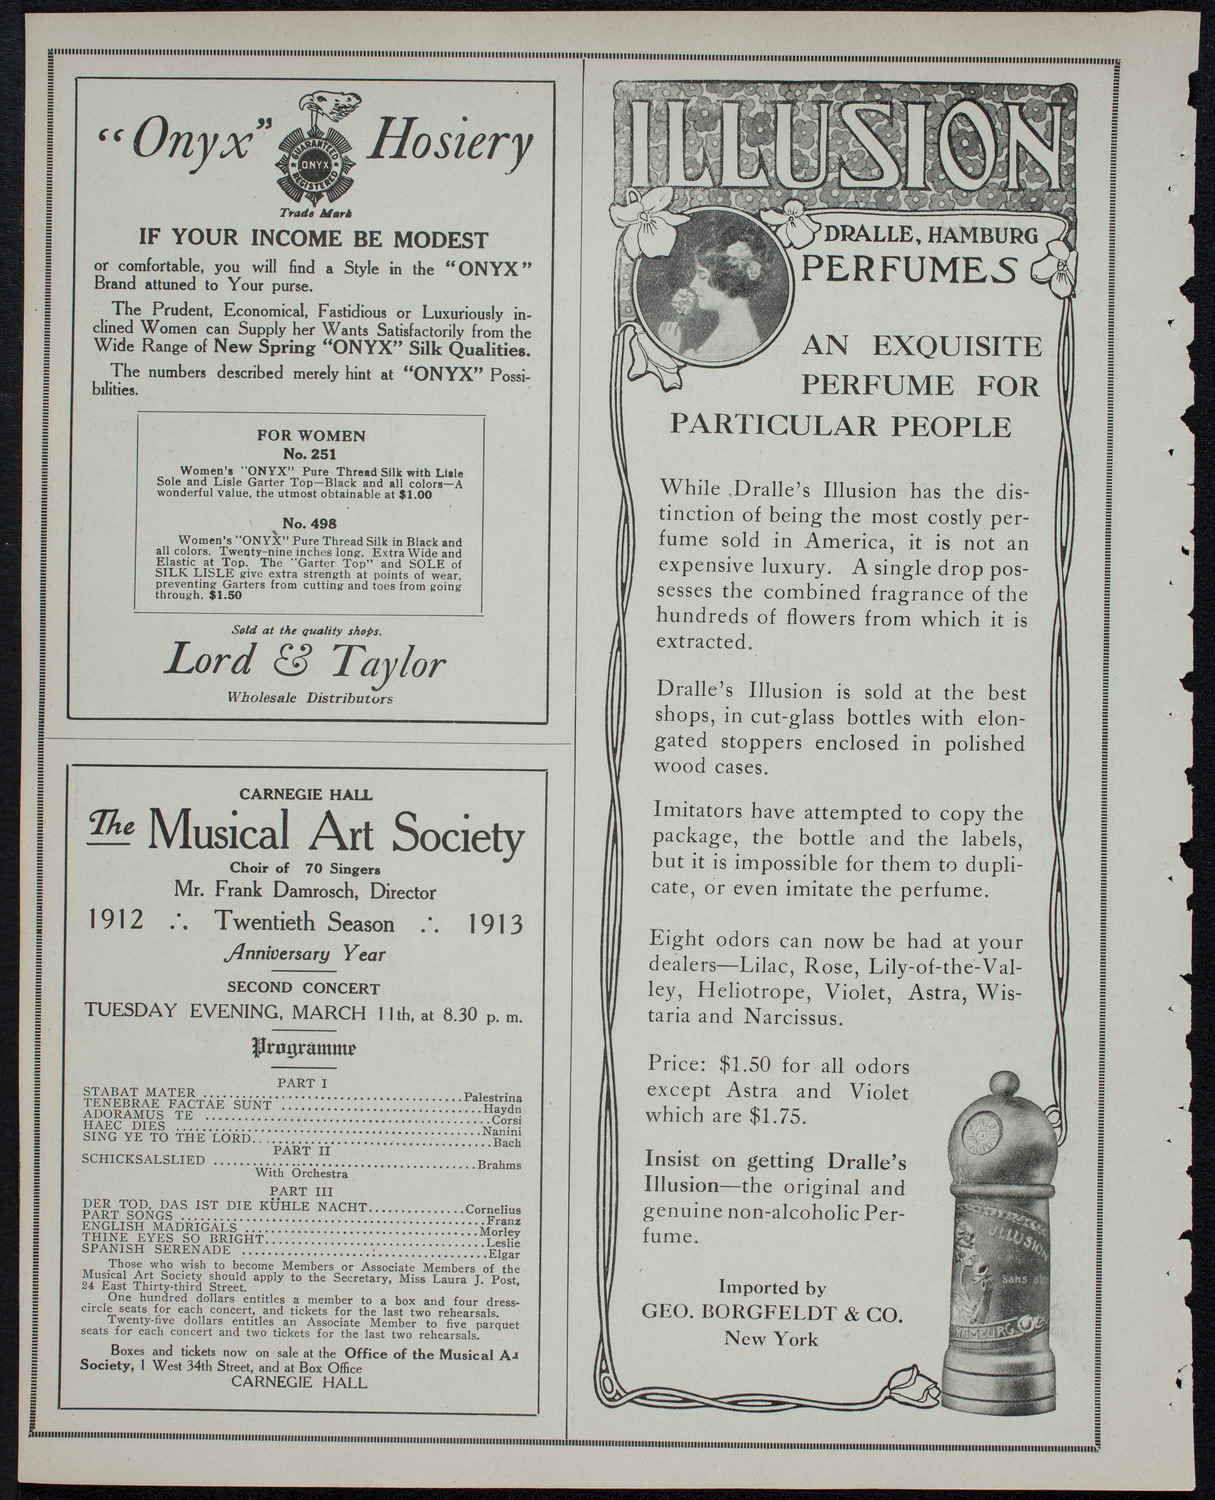 "Onyx" Hosiery
GUARANTEED
ONYX
REGISTERED
Trade Mark
IF YOUR INCOME BE MODEST
or comfortable, you will find a Style in the "ONYX"
Brand attuned to Your purse.
The Prudent, Economical, Fastidious or Luxuriously in-
clined Women can Supply her Wants Satisfactorily from the
Wide Range of New Spring "ONYX" Silk Qualities.
The numbers described merely hint at "ONYX" Possi-
bilities.
FOR WOMEN
No. 251
Women's "ONYX" Pure Thread Silk with Lisle
Sole and Lisle Garter Top—Black and all colors—A
wonderful value, the utmost obtainable at $1.00
No. 498
Women's "ONYX" Pure Thread Silk in Black and
all colors. Twenty-nine inches long. Extra Wide and
Elastic at Top. The "Garter Top" and SOLE of
SILK LISLE give extra strength at points of wear,
preventing Garters from cutting and toes from going
through. $1.50
Sold at the quality shops.
Lord & Taylor
Wholesale Distributors
CARNEGIE HALL
The Musical Art Society
Choir of 70 Singers
Mr. Frank Damrosch, Director
1912 ∴ Twentieth Season ∴ 1913
Anniversary Year
SECOND CONCERT
TUESDAY EVENING, MARCH 11th, at 8.30 p. m.
Programme
PART I
STABAT MATER ........ Palestrina
TENEBRAE FACTAE SUNT ........ Haydn
ADORAMUS TE ........ Corsi
HAEC DIES ........ Nanini
SING YE TO THE LORD ........ Bach
PART II
SCHICKSALSLIED ........ Brahms
With Orchestra
PART III
DER TOD, DAS IST DIE KÜHLE NACHT ........ Cornelius
PART SONGS ........ Franz
ENGLISH MADRIGALS ........ Morley
THINE EYES SO BRIGHT ........ Leslie
SPANISH SERENADE ........ Elgar
Those who wish to become Members or Associate Members of the
Musical Art Society should apply to the Secretary, Miss Laura J. Post,
24 East Thirty-third Street.
One hundred dollars entitles a member to a box and four dress-
circle seats for each concert, and tickets for the last two rehearsals.
Twenty-five dollars entitles an Associate Member to five parquet
seats for each concert and two tickets for the last two rehearsals.
Boxes and tickets now on sale at the Office of the Musical Art
Society, 1 West 34th Street, and at Box Office
CARNEGIE HALL
ILLUSION
DRALLE, HAMBURG
PERFUMES
AN EXQUISITE
PERFUME FOR
PARTICULAR PEOPLE
While Dralle's Illusion has the dis-
tinction of being the most costly per-
fume sold in America, it is not an
expensive luxury. A single drop pos-
sesses the combined fragrance of the
hundreds of flowers from which it is
extracted.
Dralle's Illusion is sold at the best
shops, in cut-glass bottles with elon-
gated stoppers enclosed in polished
wood cases.
Imitators have attempted to copy the
package, the bottle and the labels,
but it is impossible for them to dupli-
cate, or even imitate the perfume.
Eight odors can now be had at your
dealers—Lilac, Rose, Lily-of-the-Val-
ley, Heliotrope, Violet, Astra, Wis-
taria and Narcissus.
Price: $1.50 for all odors
except Astra and Violet
which are $1.75.
Insist on getting Dralle's
Illusion—the original and
genuine non-alcoholic Per-
fume.
Imported by
GEO. BORGFELDT & CO.
New York
ILLUSION
Sans
HAMBURG